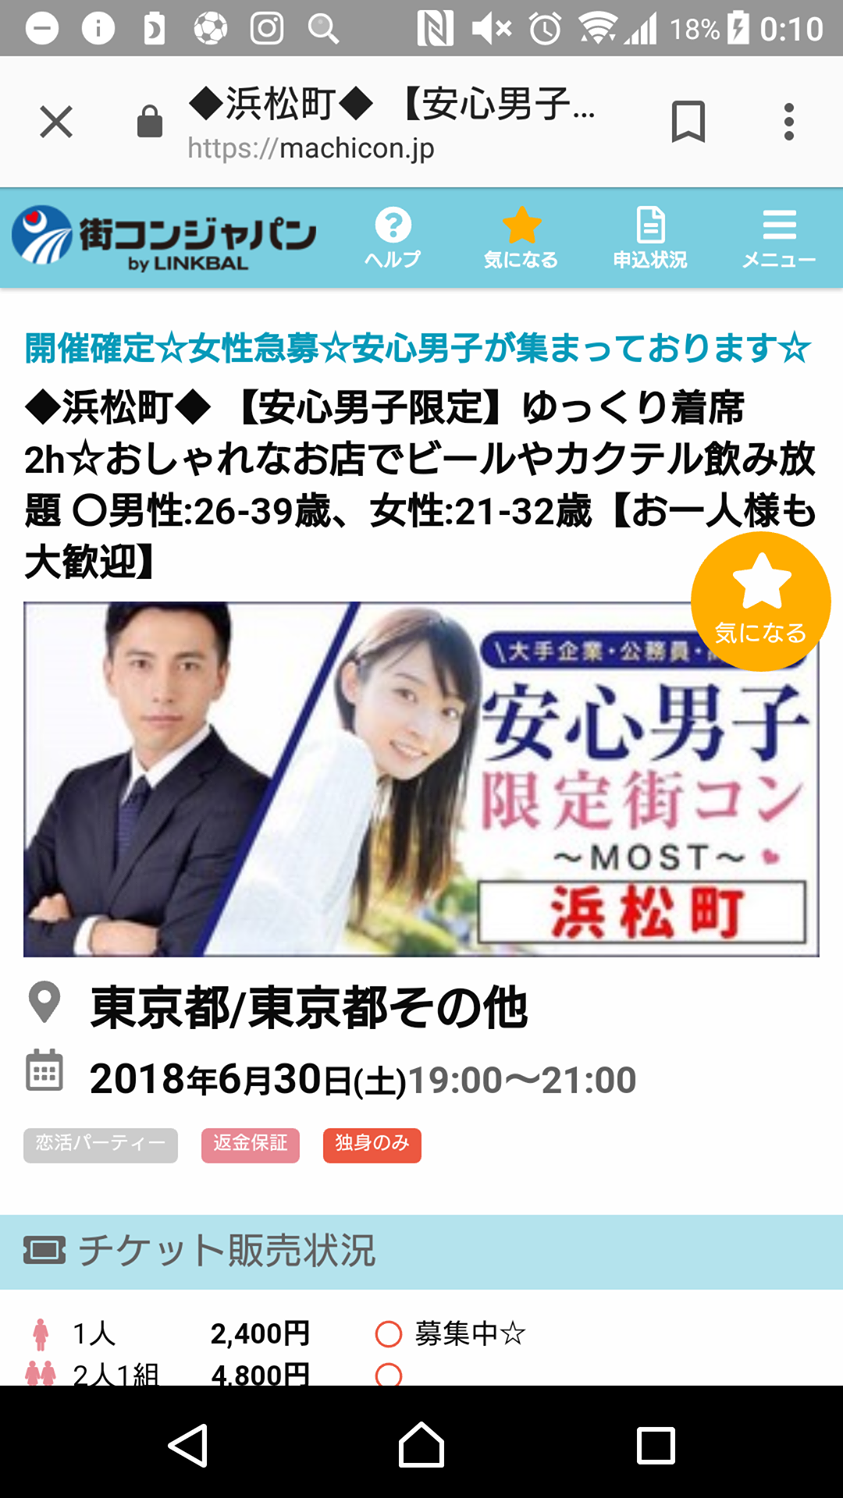 18% 0:10
◆浜松町◆ 【安心男子...
https://machicon.jp
街コンジャパン
by LINKBAL
ヘルプ
気になる
申込状況
メニュー
開催確定☆女性急募☆安心男子が集まっております☆
◆浜松町◆ 【安心男子限定】ゆっくり着席
2h☆おしゃれなお店でビールやカクテル飲み放
題 〇男性:26-39歳、女性:21-32歳【お一人様も
大歓迎】
気になる
\大手企業・公務員・
安心男子
限定街コン
～MOST～
浜松町
東京都/東京都その他
2018年6月30日(土)19:00〜21:00
恋活パーティー 返金保証 独身のみ
チケット販売状況
1人 2,400円 〇 募集中☆
2人1組 4,800円 〇